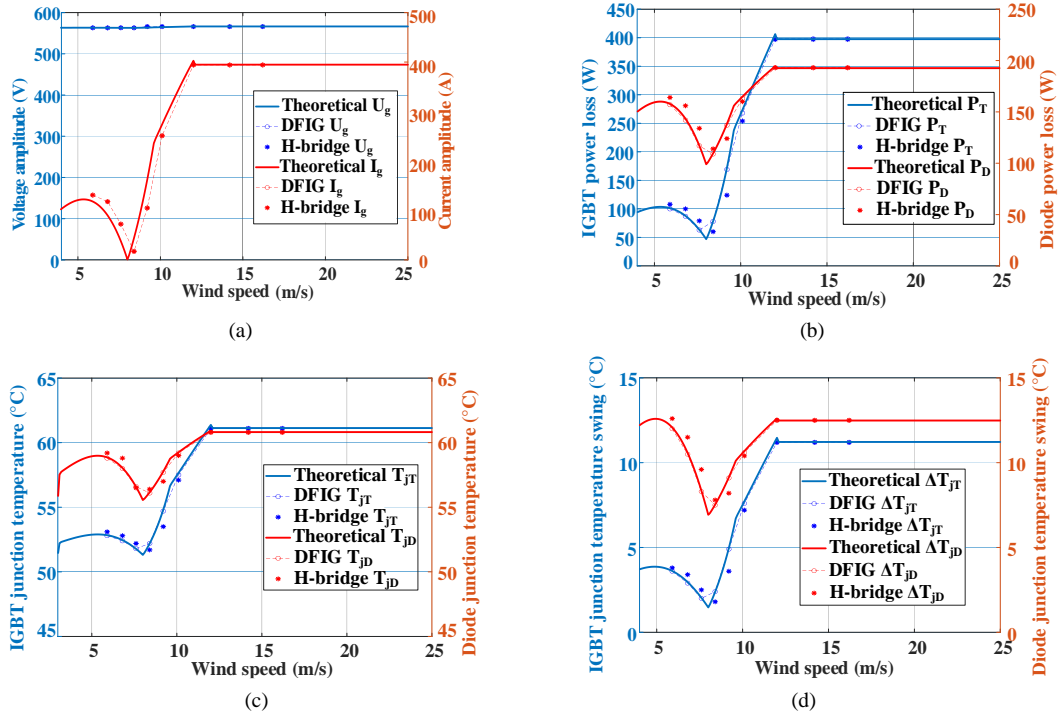 600
550
500
400
300
200
100
0
Voltage amplitude (V)
500
400
300
200
100
0
Current amplitude (A)
Theoretical Ug
DFIG Ug
H-bridge Ug
Theoretical Ig
DFIG Ig
H-bridge Ig
5
10
15
20
25
Wind speed (m/s)
(a)
450
400
350
300
250
200
150
100
50
0
IGBT power loss (W)
250
200
150
100
50
0
Diode power loss (W)
Theoretical PT
DFIG PT
H-bridge PT
Theoretical PD
DFIG PD
H-bridge PD
5
10
15
20
25
Wind speed (m/s)
(b)
65
60
55
50
45
IGBT junction temperature (°C)
65
60
55
50
45
Diode junction temperature (°C)
Theoretical TjT
DFIG TjT
H-bridge TjT
Theoretical TjD
DFIG TjD
H-bridge TjD
5
10
15
20
25
Wind speed (m/s)
(c)
15
10
5
0
IGBT junction temperature swing (°C)
15
10
5
0
Diode junction temperature swing (°C)
Theoretical ΔTjT
DFIG ΔTjT
H-bridge ΔTjT
Theoretical ΔTjD
DFIG ΔTjD
H-bridge ΔTjD
5
10
15
20
25
Wind speed (m/s)
(d)